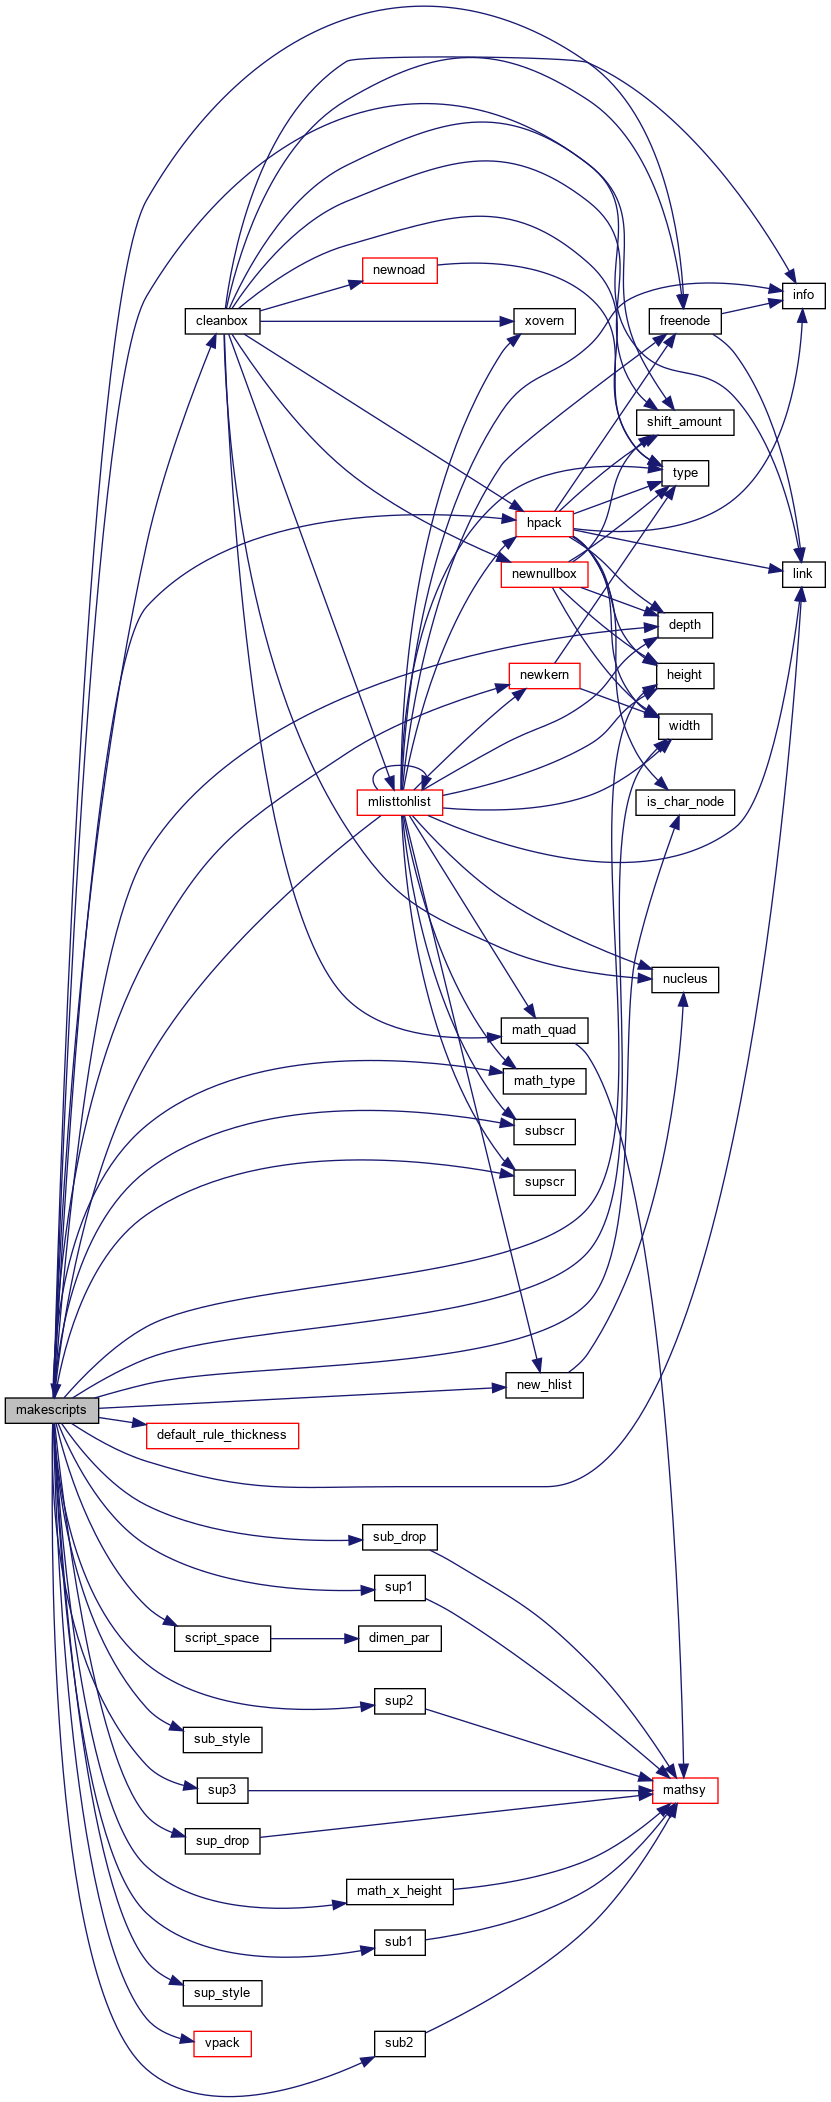 newnoad
info
cleanbox
xovern
freenode
shift_amount
type
hpack
newnullbox
link
depth
newkern
height
width
mlisttohlist
is_char_node
nucleus
math_quad
math_type
subscr
supscr
new_hlist
makescripts
default_rule_thickness
sub_drop
sup1
script_space
dimen_par
sup2
sub_style
sup3
mathsy
sup_drop
math_x_height
sub1
sup_style
vpack
sub2